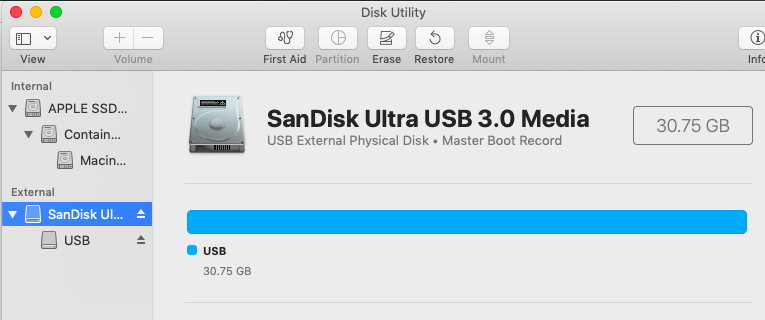 Disk Utility
View
Volume
First Aid
Partition
Erase
Restore
Mount
Info
Internal
APPLE SSD...
Contain...
Macin...
External
SanDisk Ul...
USB
SanDisk Ultra USB 3.0 Media
USB External Physical Disk • Master Boot Record
30.75 GB
USB
30.75 GB